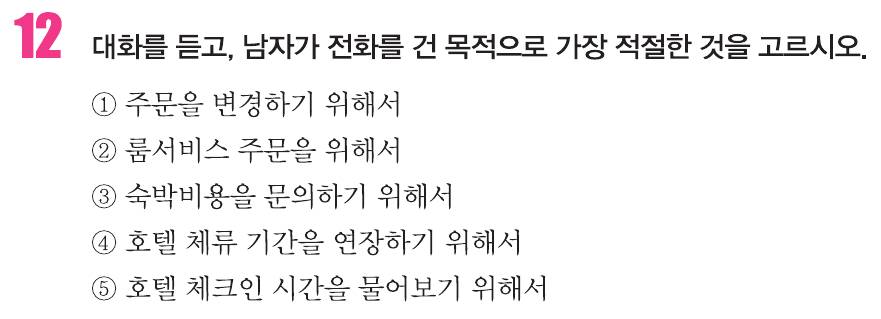 12 대화를 듣고, 남자가 전화를 건 목적으로 가장 적절한 것을 고르시오.
① 주문을 변경하기 위해서
② 룸서비스 주문을 위해서
③ 숙박비용을 문의하기 위해서
④ 호텔 체류 기간을 연장하기 위해서
⑤ 호텔 체크인 시간을 물어보기 위해서